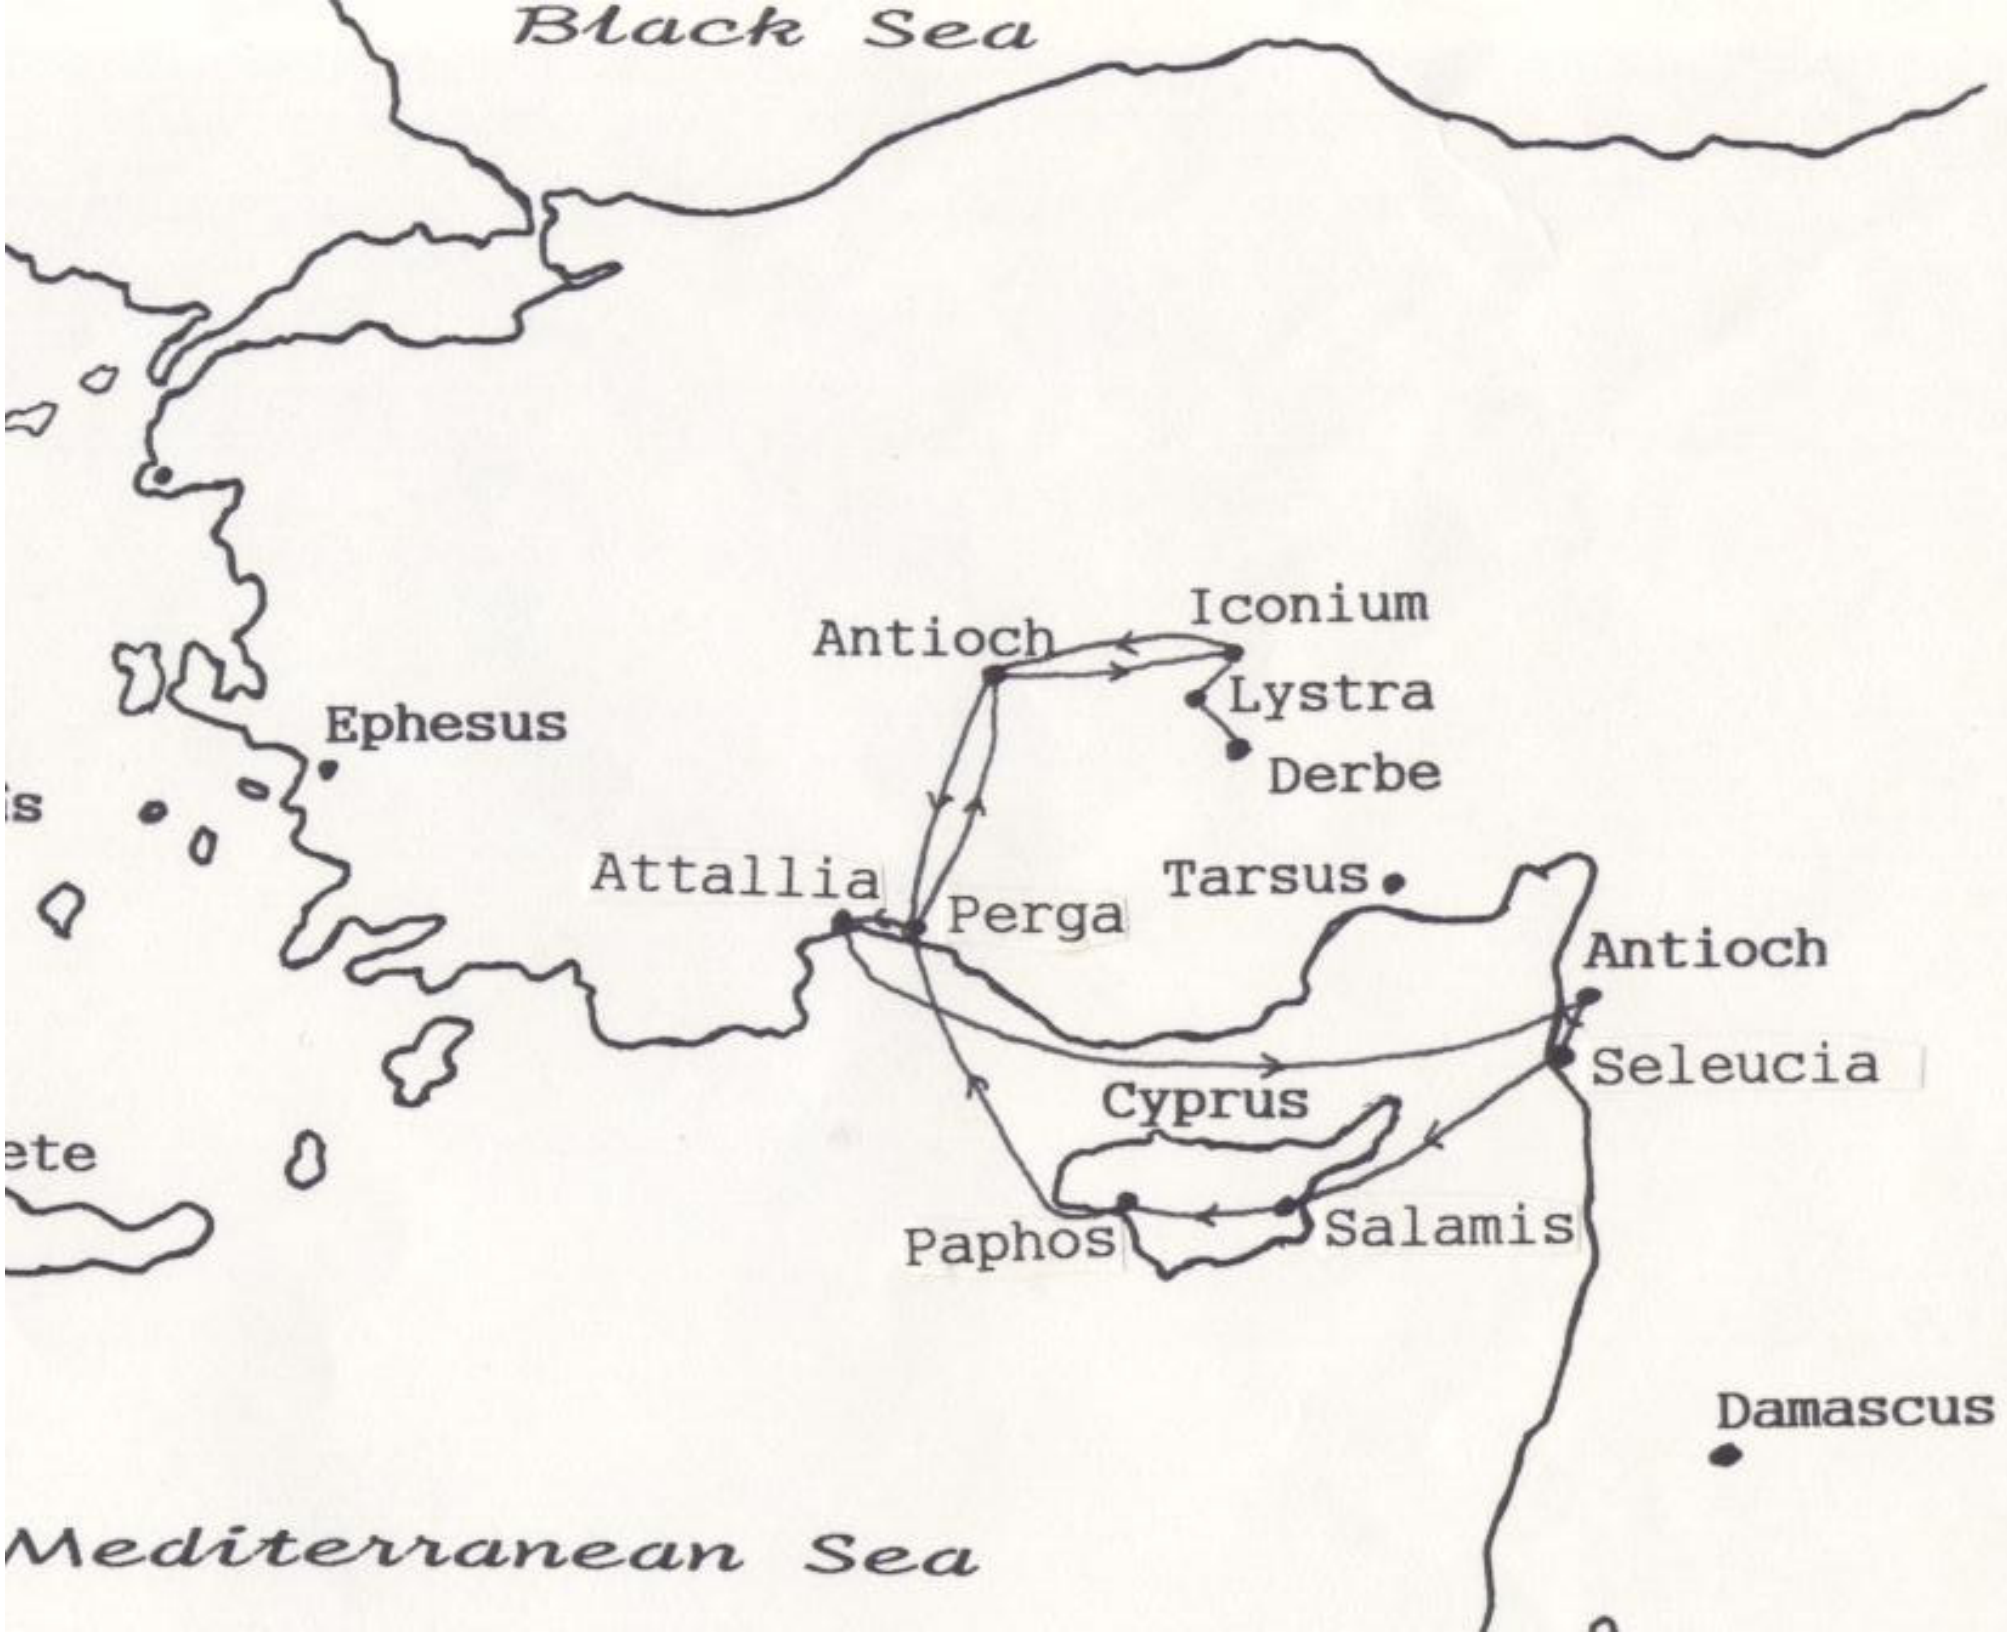 Black Sea
Iconium
Antioch
Lystra
Ephesus
Derbe
is
Attallia
Tarsus
Perga
Antioch
Seleucia
Cyprus
ete
Salamis
Paphos
Damascus
Mediterranean Sea